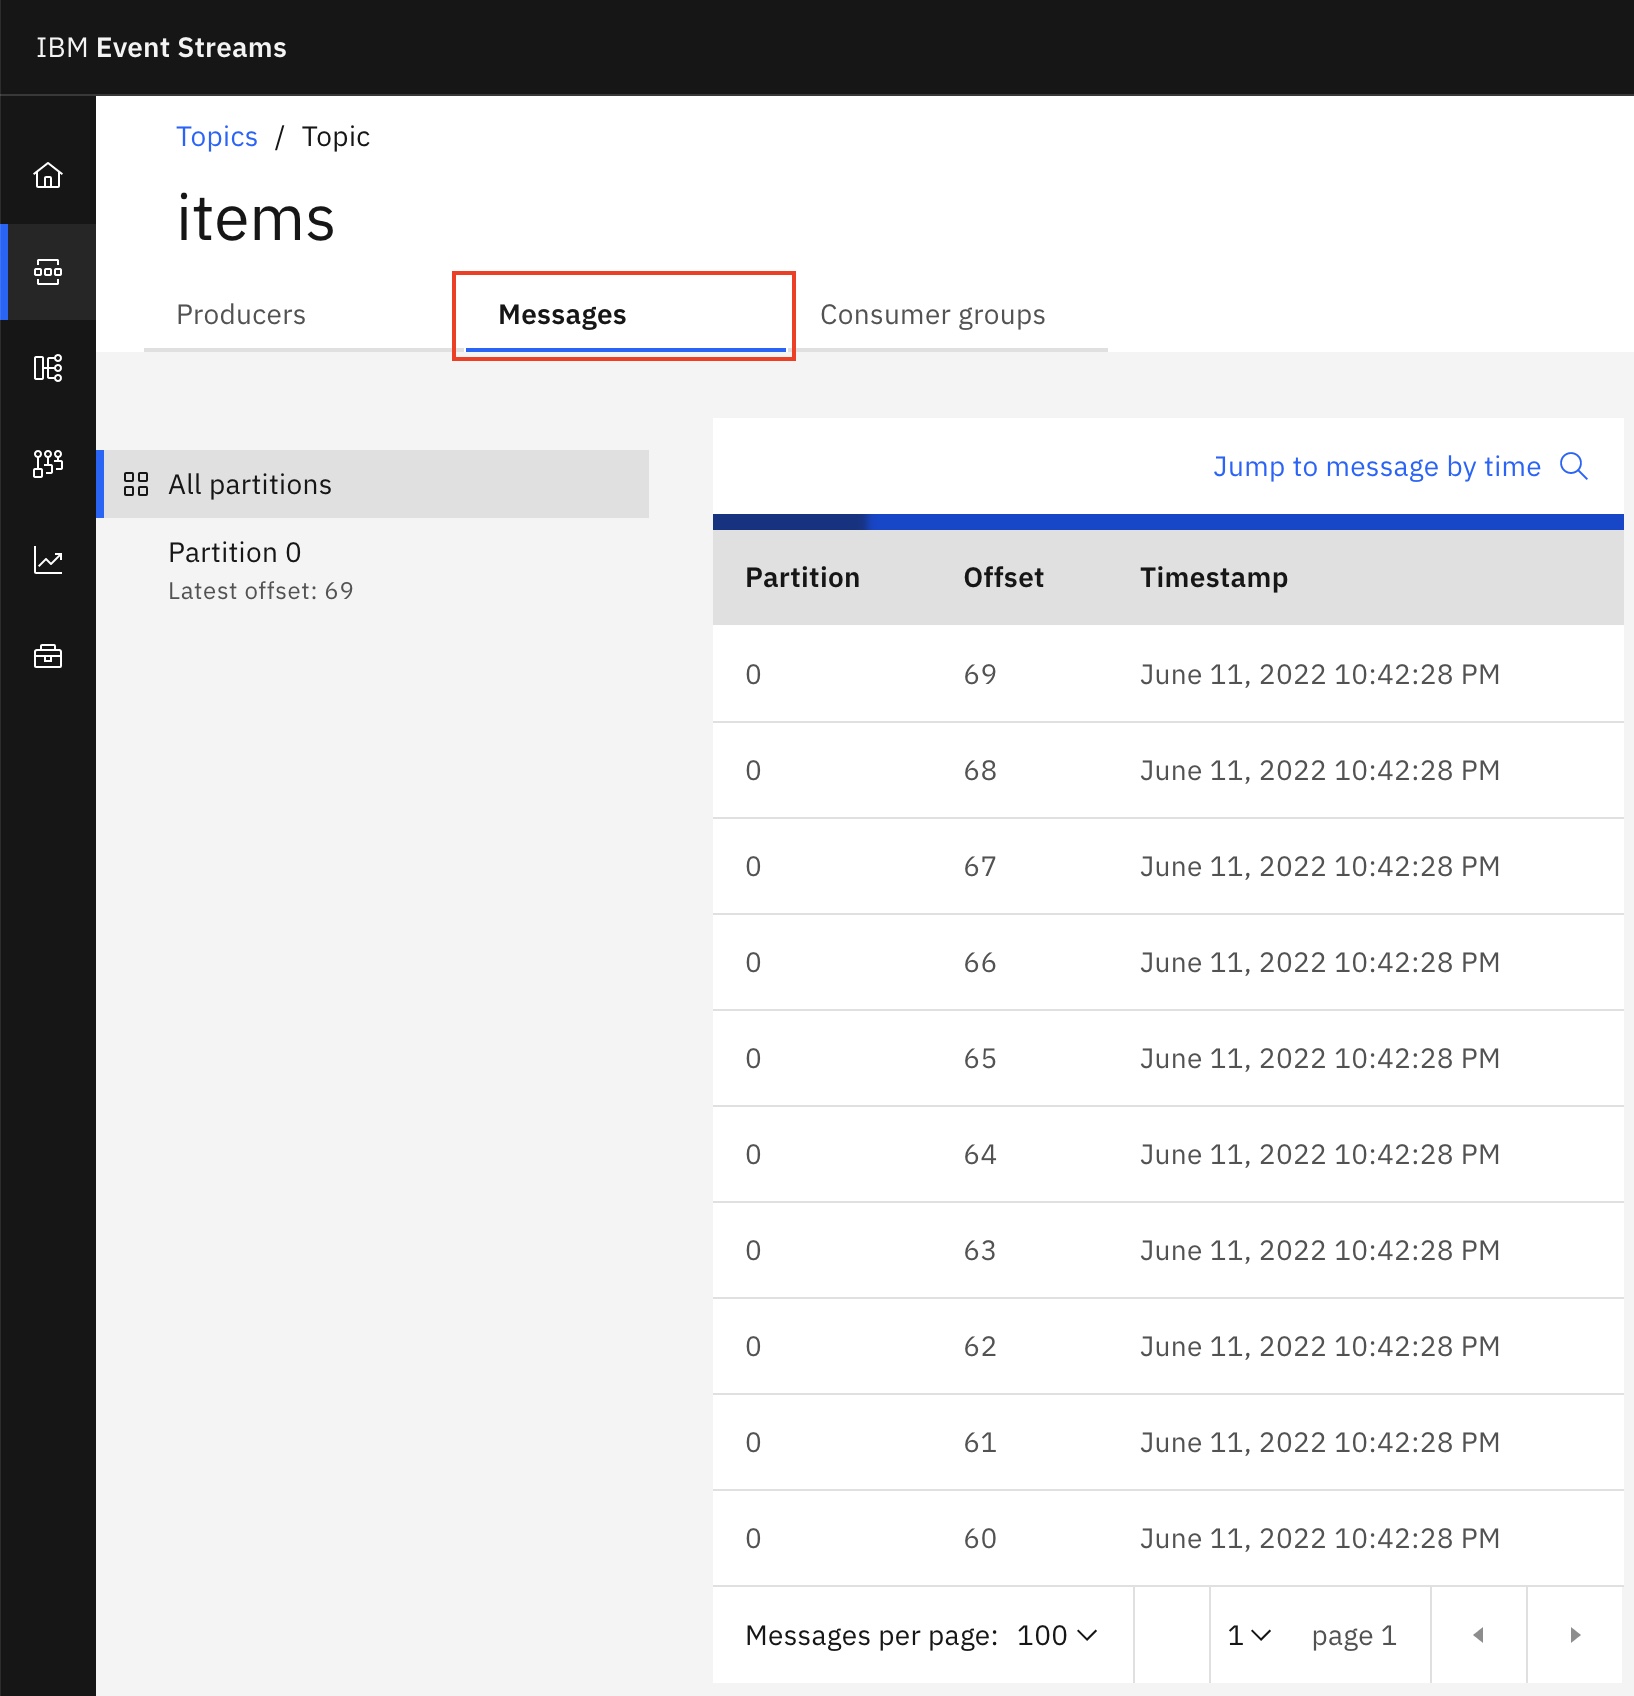 IBM Event Streams
Topics / Topic
items
Producers Messages Consumer groups
All partitions
Partition 0
Latest offset: 69
Jump to message by time
Partition Offset Timestamp
0 69 June 11, 2022 10:42:28 PM
0 68 June 11, 2022 10:42:28 PM
0 67 June 11, 2022 10:42:28 PM
0 66 June 11, 2022 10:42:28 PM
0 65 June 11, 2022 10:42:28 PM
0 64 June 11, 2022 10:42:28 PM
0 63 June 11, 2022 10:42:28 PM
0 62 June 11, 2022 10:42:28 PM
0 61 June 11, 2022 10:42:28 PM
0 60 June 11, 2022 10:42:28 PM
Messages per page: 100 1 page 1